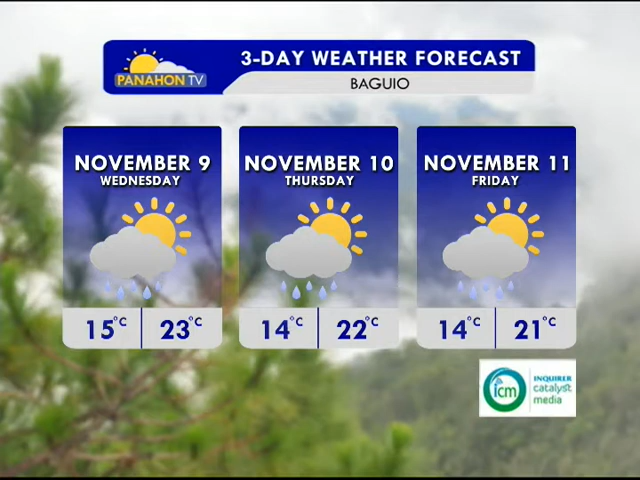 PANAHON TV
3-DAY WEATHER FORECAST
BAGUIO
NOVEMBER 9
WEDNESDAY
15°C
23°C
NOVEMBER 10
THURSDAY
14°C
22°C
NOVEMBER 11
FRIDAY
14°C
21°C
icm
INQUIRER
catalyst
media